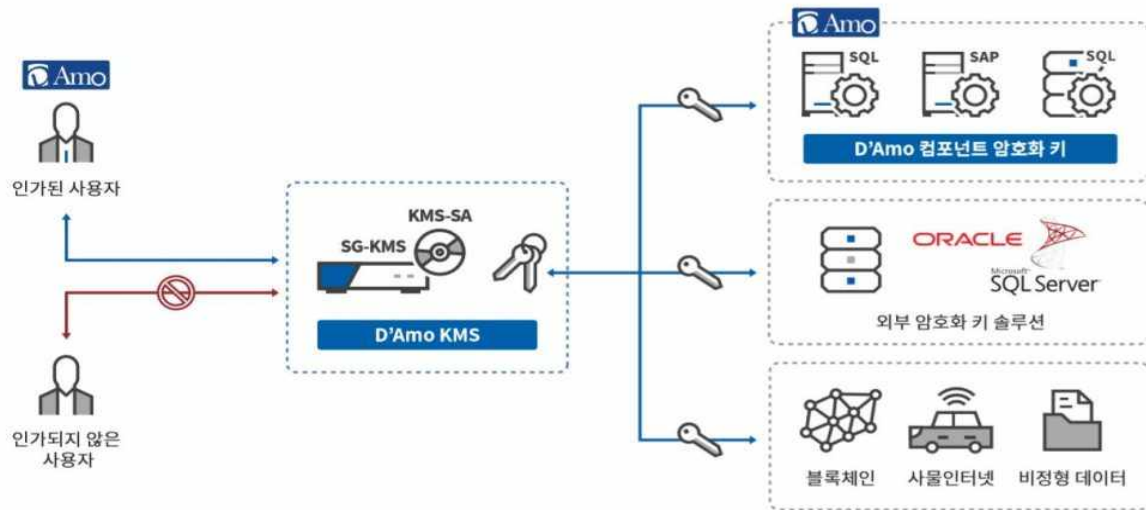 D'Amo
인가된 사용자
인가되지 않은
사용자
KMS-SA
SG-KMS
D'Amo KMS
D'Amo
SQL
SAP
SQL
D'Amo 컴포넌트 암호화 키
ORACLE
Microsoft
SQL Server
외부 암호화 키 솔루션
블록체인
사물인터넷
비정형 데이터